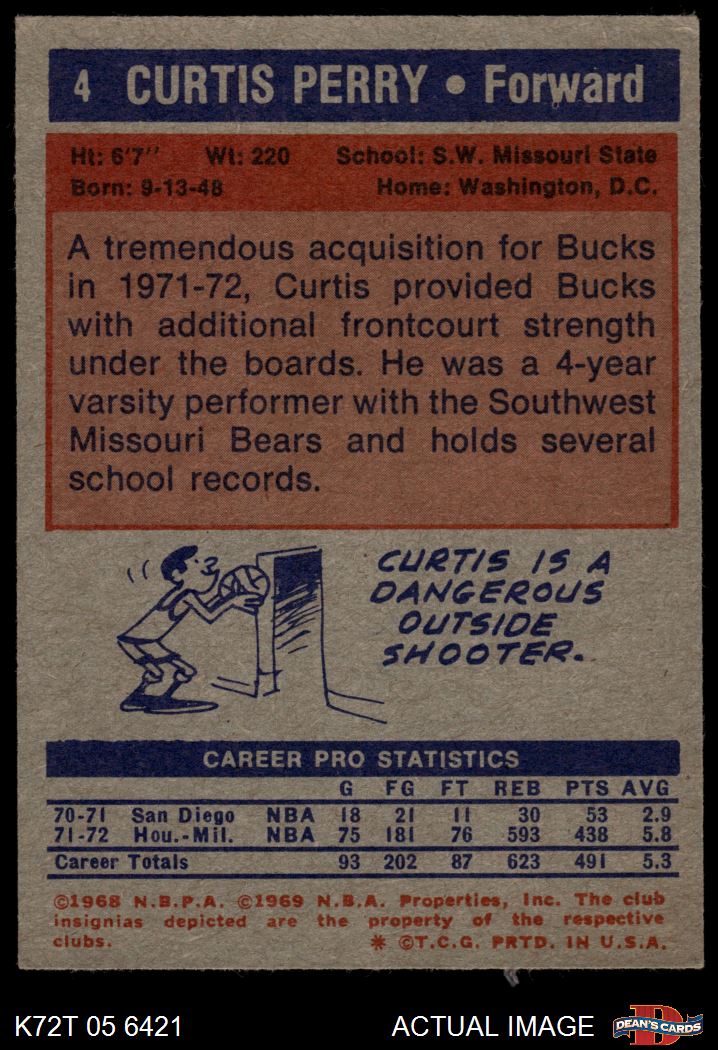 4 CURTIS PERRY • Forward
Ht: 6'7" Wt: 220 School: S.W. Missouri State
Born: 9-13-48 Home: Washington, D.C.
A tremendous acquisition for Bucks
in 1971-72, Curtis provided Bucks
with additional frontcourt strength
under the boards. He was a 4-year
varsity performer with the Southwest
Missouri Bears and holds several
school records.
CURTIS IS A
DANGEROUS
OUTSIDE
SHOOTER.
CAREER PRO STATISTICS
G FG FT REB PTS AVG
70-71 San Diego NBA 18 21 11 30 53 2.9
71-72 Hou.-Mil. NBA 75 181 76 593 438 5.8
Career Totals 93 202 87 623 491 5.3
©1968 N.B.P.A. ©1969 N.B.A. Properties, Inc. The club
insignias depicted are the property of the respective
clubs. * ©T.C.G. PRTD. IN U.S.A.
K72T 05 6421 ACTUAL IMAGE DEAN'S CARDS